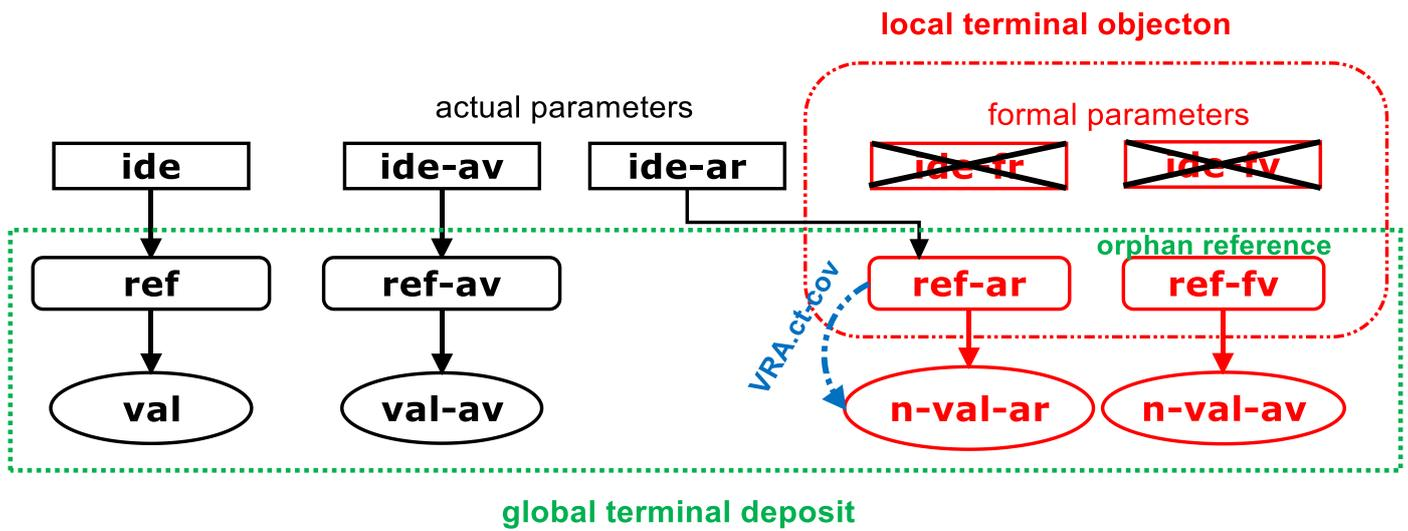 local terminal objecton
actual parameters
formal parameters
ide
ide-av
ide-ar
ide-fr
ide-fv
orphan reference
ref
ref-av
ref-ar
ref-fv
VRA.ct-cov
val
val-av
n-val-ar
n-val-av
global terminal deposit